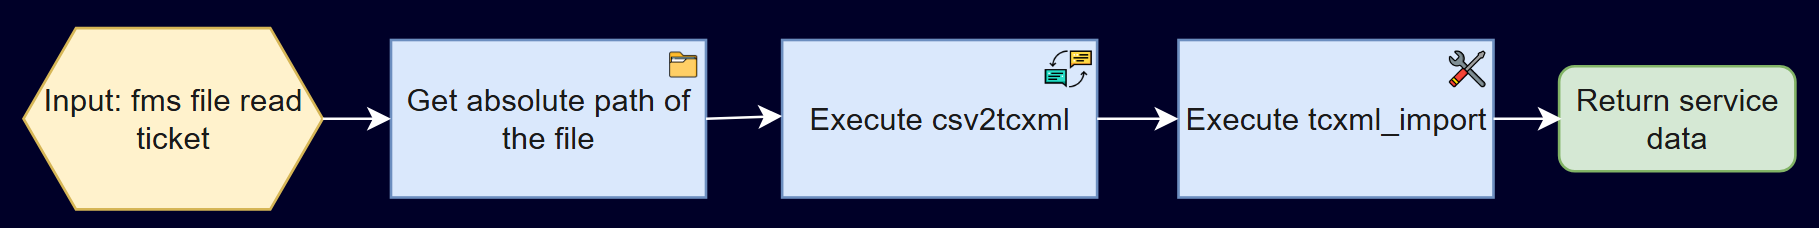 Input: fms file read
ticket
Get absolute path of
the file
Execute csv2tcxml
Execute tcxml_import
Return service
data